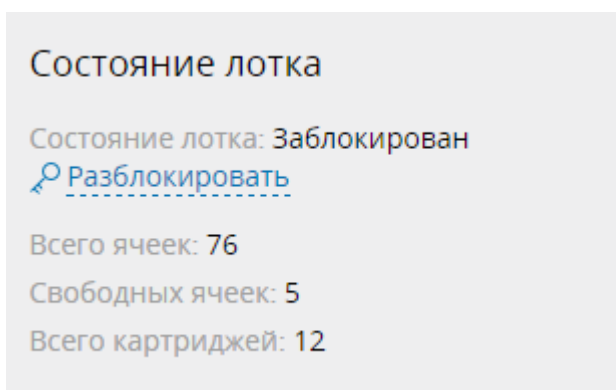 Состояние лотка
Состояние лотка: Заблокирован
Разблокировать
Всего ячеек: 76
Свободных ячеек: 5
Всего картриджей: 12